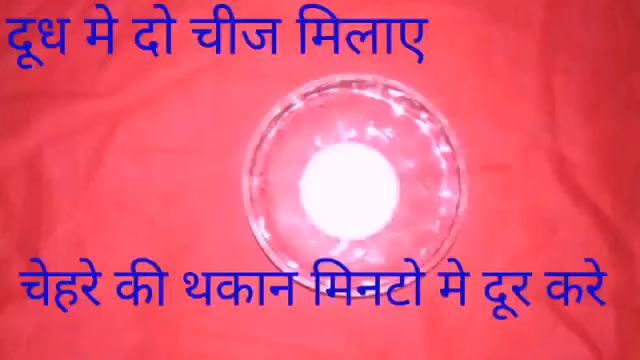 दूध मे दो चीज मिलाए
चेहरे की थकान मिनटो मे दूर करे